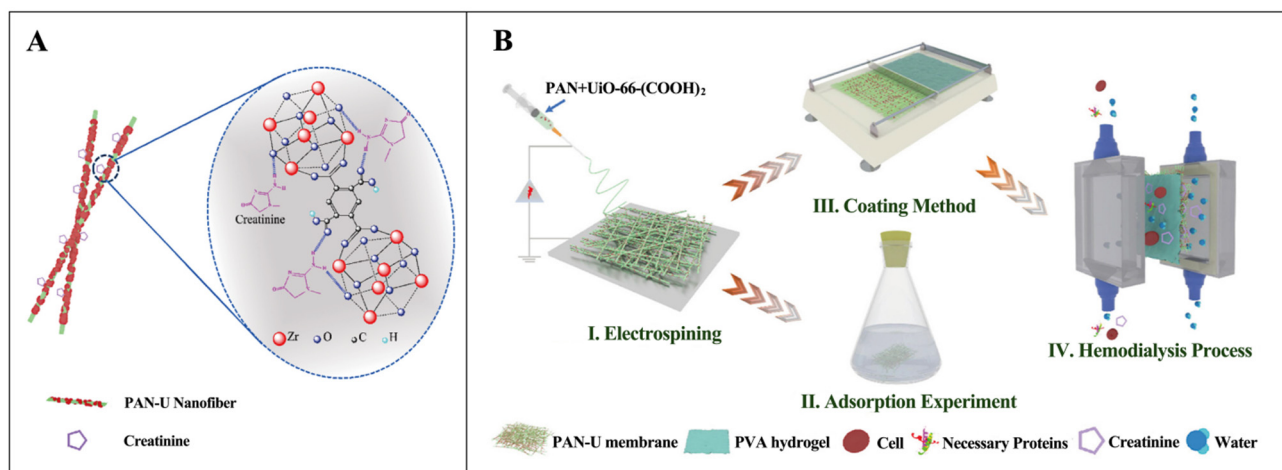 A
Creatinine
Zr O C H
PAN-U Nanofiber
Creatinine
B
PAN+UiO-66-(COOH)₂
I. Electrospining
III. Coating Method
II. Adsorption Experiment
IV. Hemodialysis Process
PAN-U membrane PVA hydrogel Cell Necessary Proteins Creatinine Water